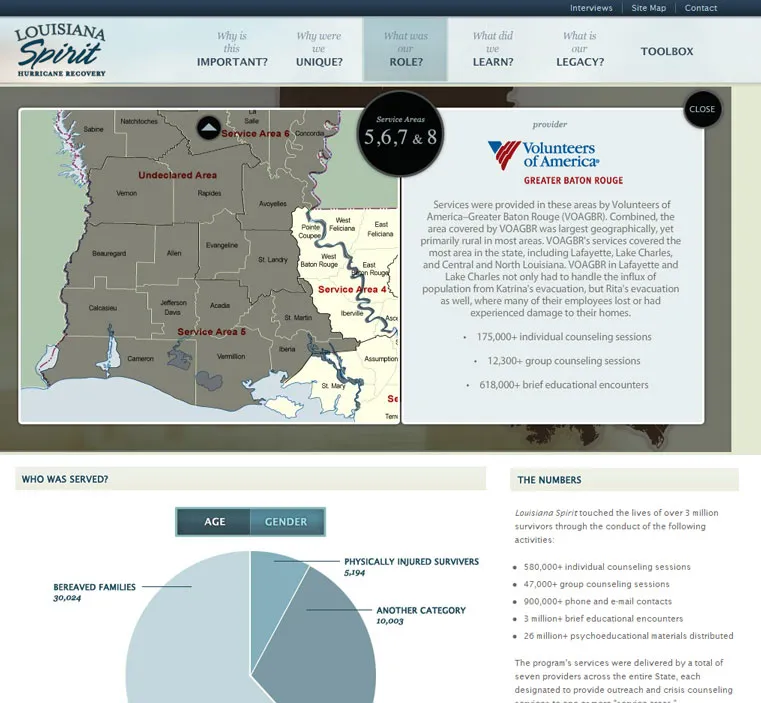 Interviews
Site Map
Contact
LOUISIANA
Spirit
HURRICANE RECOVERY
Why is
this
IMPORTANT?
Why were
we
UNIQUE?
What was
our
ROLE?
What did
we
LEARN?
What is
our
LEGACY?
TOOLBOX
CLOSE
Service Areas
5,6,7 & 8
Sabine
Natchitoches
La
Salle
Service Area 6
Concordia
Undeclared Area
Vernon
Rapides
Avoyelles
Pointe
Coupee
West
Feliciana
East
Feliciana
Beauregard
Allen
Evangeline
St. Landry
West
Baton Rouge
East
Baton Rouge
Service Area 4
Calcasieu
Jefferson
Davis
Acadia
St. Martin
Iberville
Asc
Service Area 5
Cameron
Vermilion
Iberia
Assumption
St. Mary
Se
Terre
provider
Volunteers
of America®
GREATER BATON ROUGE
Services were provided in these areas by Volunteers of
America–Greater Baton Rouge (VOAGBR). Combined, the
area covered by VOAGBR was largest geographically, yet
primarily rural in most areas. VOAGBR's services covered the
most area in the state, including Lafayette, Lake Charles,
and Central and North Louisiana. VOAGBR in Lafayette and
Lake Charles not only had to handle the influx of
population from Katrina's evacuation, but Rita's evacuation
as well, where many of their employees lost or had
experienced damage to their homes.
• 175,000+ individual counseling sessions
• 12,300+ group counseling sessions
• 618,000+ brief educational encounters
WHO WAS SERVED?
AGE
GENDER
PHYSICALLY INJURED SURVIVERS
5,194
BEREAVED FAMILIES
30,024
ANOTHER CATEGORY
10,003
THE NUMBERS
Louisiana Spirit touched the lives of over 3 million
survivors through the conduct of the following
activities:
• 580,000+ individual counseling sessions
• 47,000+ group counseling sessions
• 900,000+ phone and e-mail contacts
• 3 million+ brief educational encounters
• 26 million+ psychoeducational materials distributed
The program's services were delivered by a total of
seven providers across the entire State, each
designated to provide outreach and crisis counseling
services to one or more "service areas."